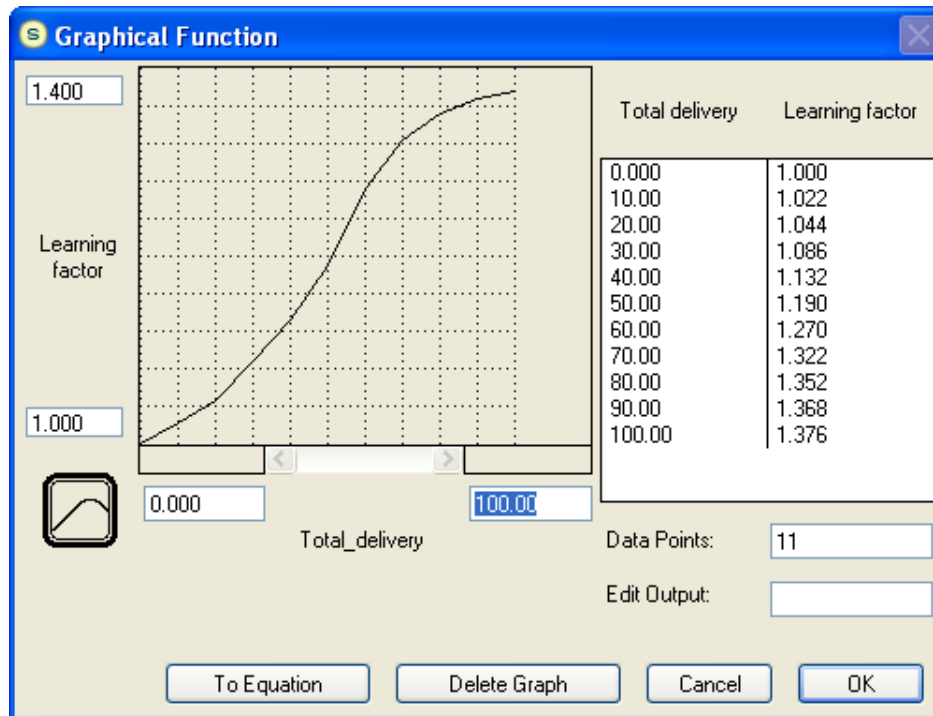 S Graphical Function
1.400
Learning
factor
1.000
0.000
100.00
Total_delivery
Total delivery Learning factor
0.000 1.000
10.00 1.022
20.00 1.044
30.00 1.086
40.00 1.132
50.00 1.190
60.00 1.270
70.00 1.322
80.00 1.352
90.00 1.368
100.00 1.376
Data Points: 11
Edit Output:
To Equation Delete Graph Cancel OK